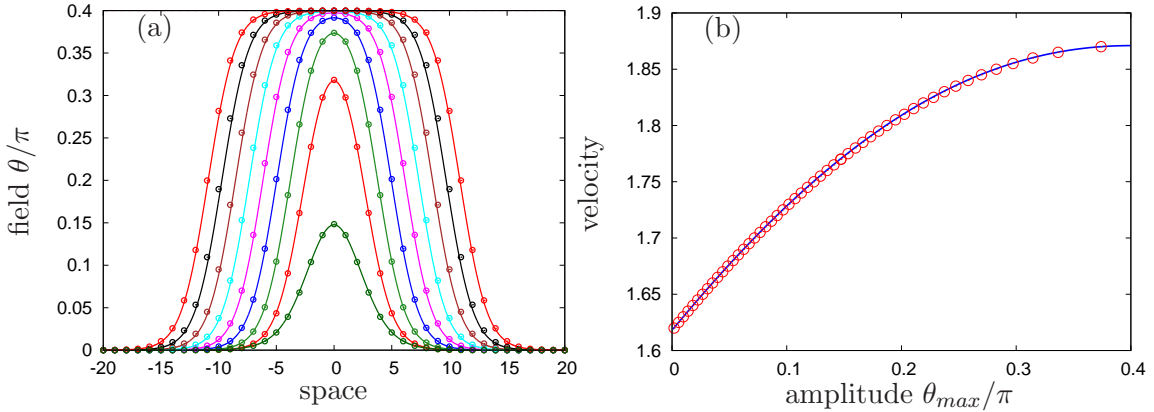 (a)
0.4
0.35
0.3
0.25
0.2
0.15
0.1
0.05
0
field θ/π
-20 -15 -10 -5 0 5 10 15 20
space
(b)
1.9
1.85
1.8
1.75
1.7
1.65
1.6
velocity
0 0.1 0.2 0.3 0.4
amplitude θmax/π